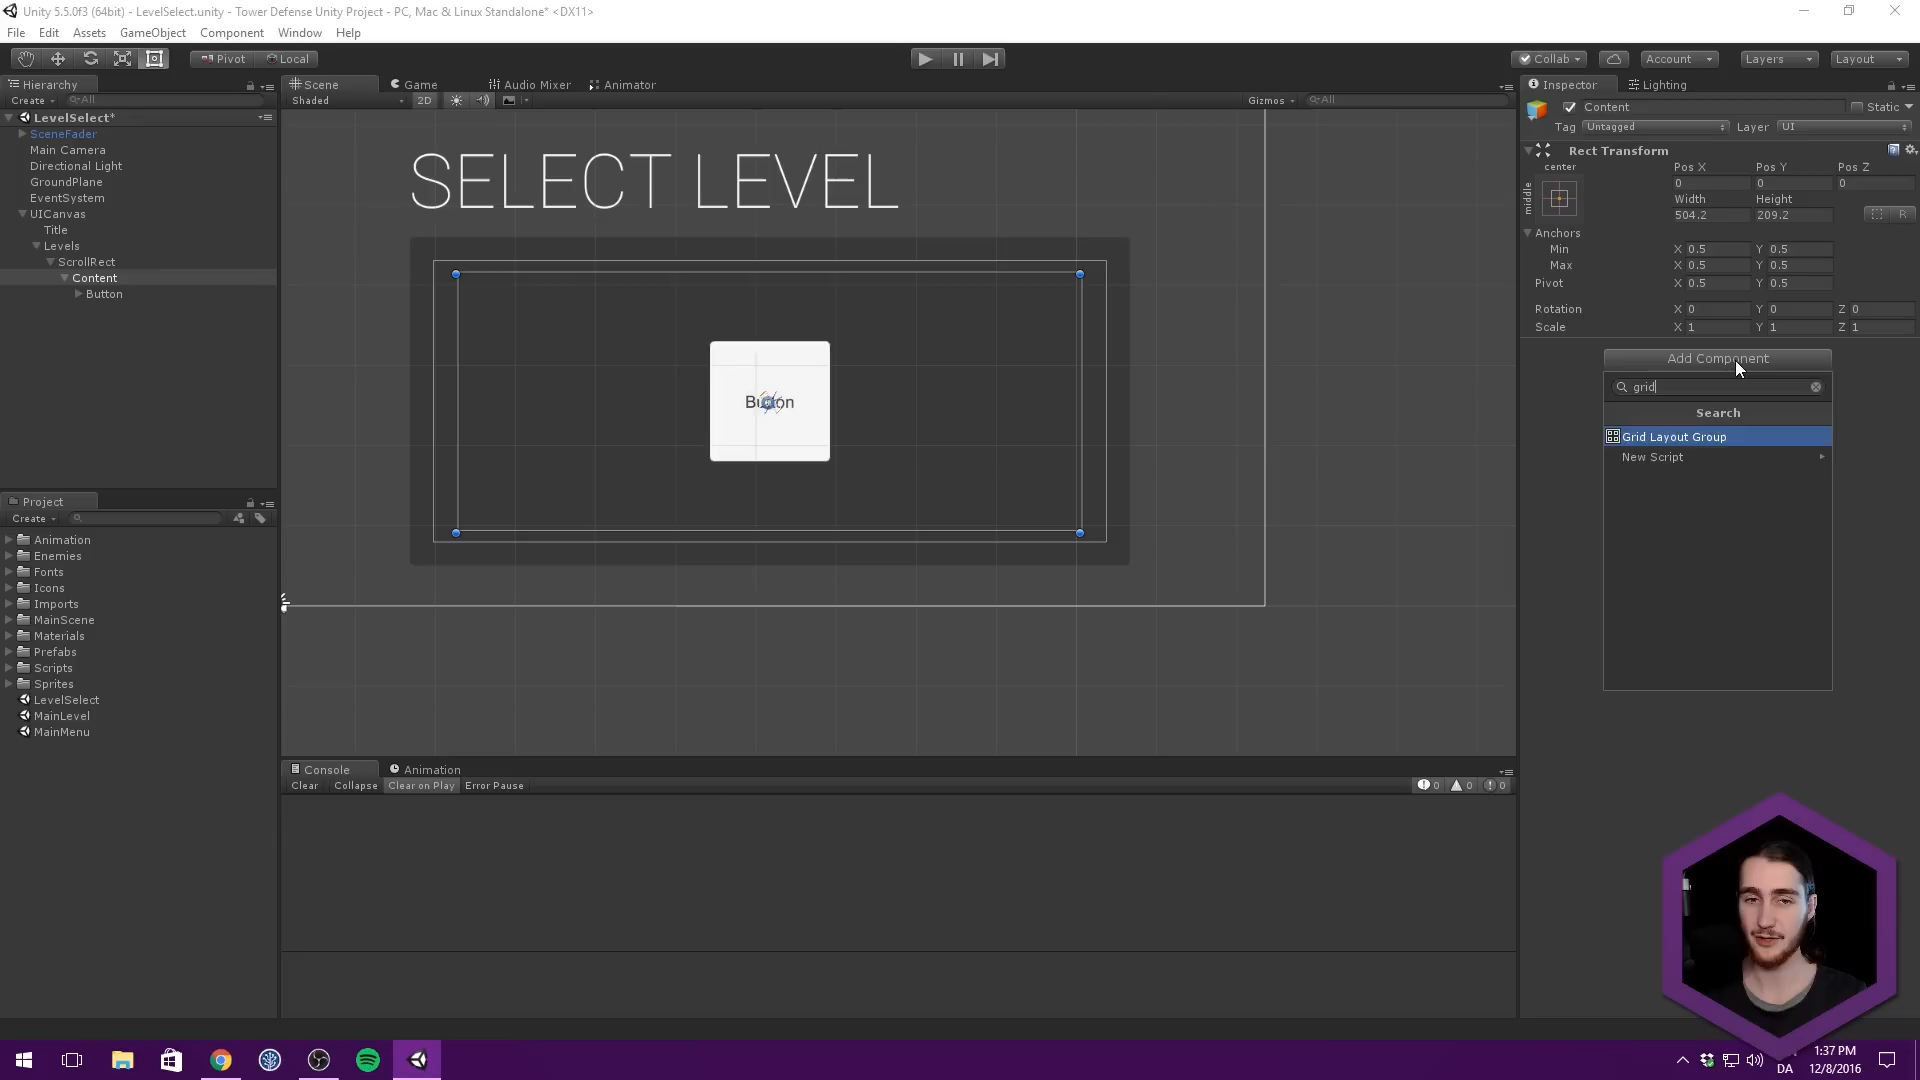 Unity 5.5.0f3 (64bit) - LevelSelect.unity - Tower Defense Unity Project - PC, Mac & Linux Standalone* <DX11>
File Edit Assets GameObject Component Window Help
Pivot Local Collab Account Layers Layout
Hierarchy
Create All
LevelSelect*
SceneFader
Main Camera
Directional Light
GroundPlane
EventSystem
UICanvas
Title
Levels
ScrollRect
Content
Button
Project
Create
Animation
Enemies
Fonts
Icons
Imports
MainScene
Materials
Prefabs
Scripts
Sprites
LevelSelect
MainLevel
MainMenu
Scene Game Audio Mixer Animator
Shaded 2D Gizmos All
SELECT LEVEL
Console Animation
Clear Collapse Clear on Play Error Pause 0 0 0
Inspector Lighting
Content Static
Tag Untagged Layer UI
Rect Transform
center Pos X Pos Y Pos Z
0 0 0
middle
Width Height
504.2 209.2 R
Anchors
Min X 0.5 Y 0.5
Max X 0.5 Y 0.5
Pivot X 0.5 Y 0.5
Rotation X 0 Y 0 Z 0
Scale X 1 Y 1 Z 1
Add Component
grid
Search
Grid Layout Group
New Script
1:37 PM
DA 12/8/2016